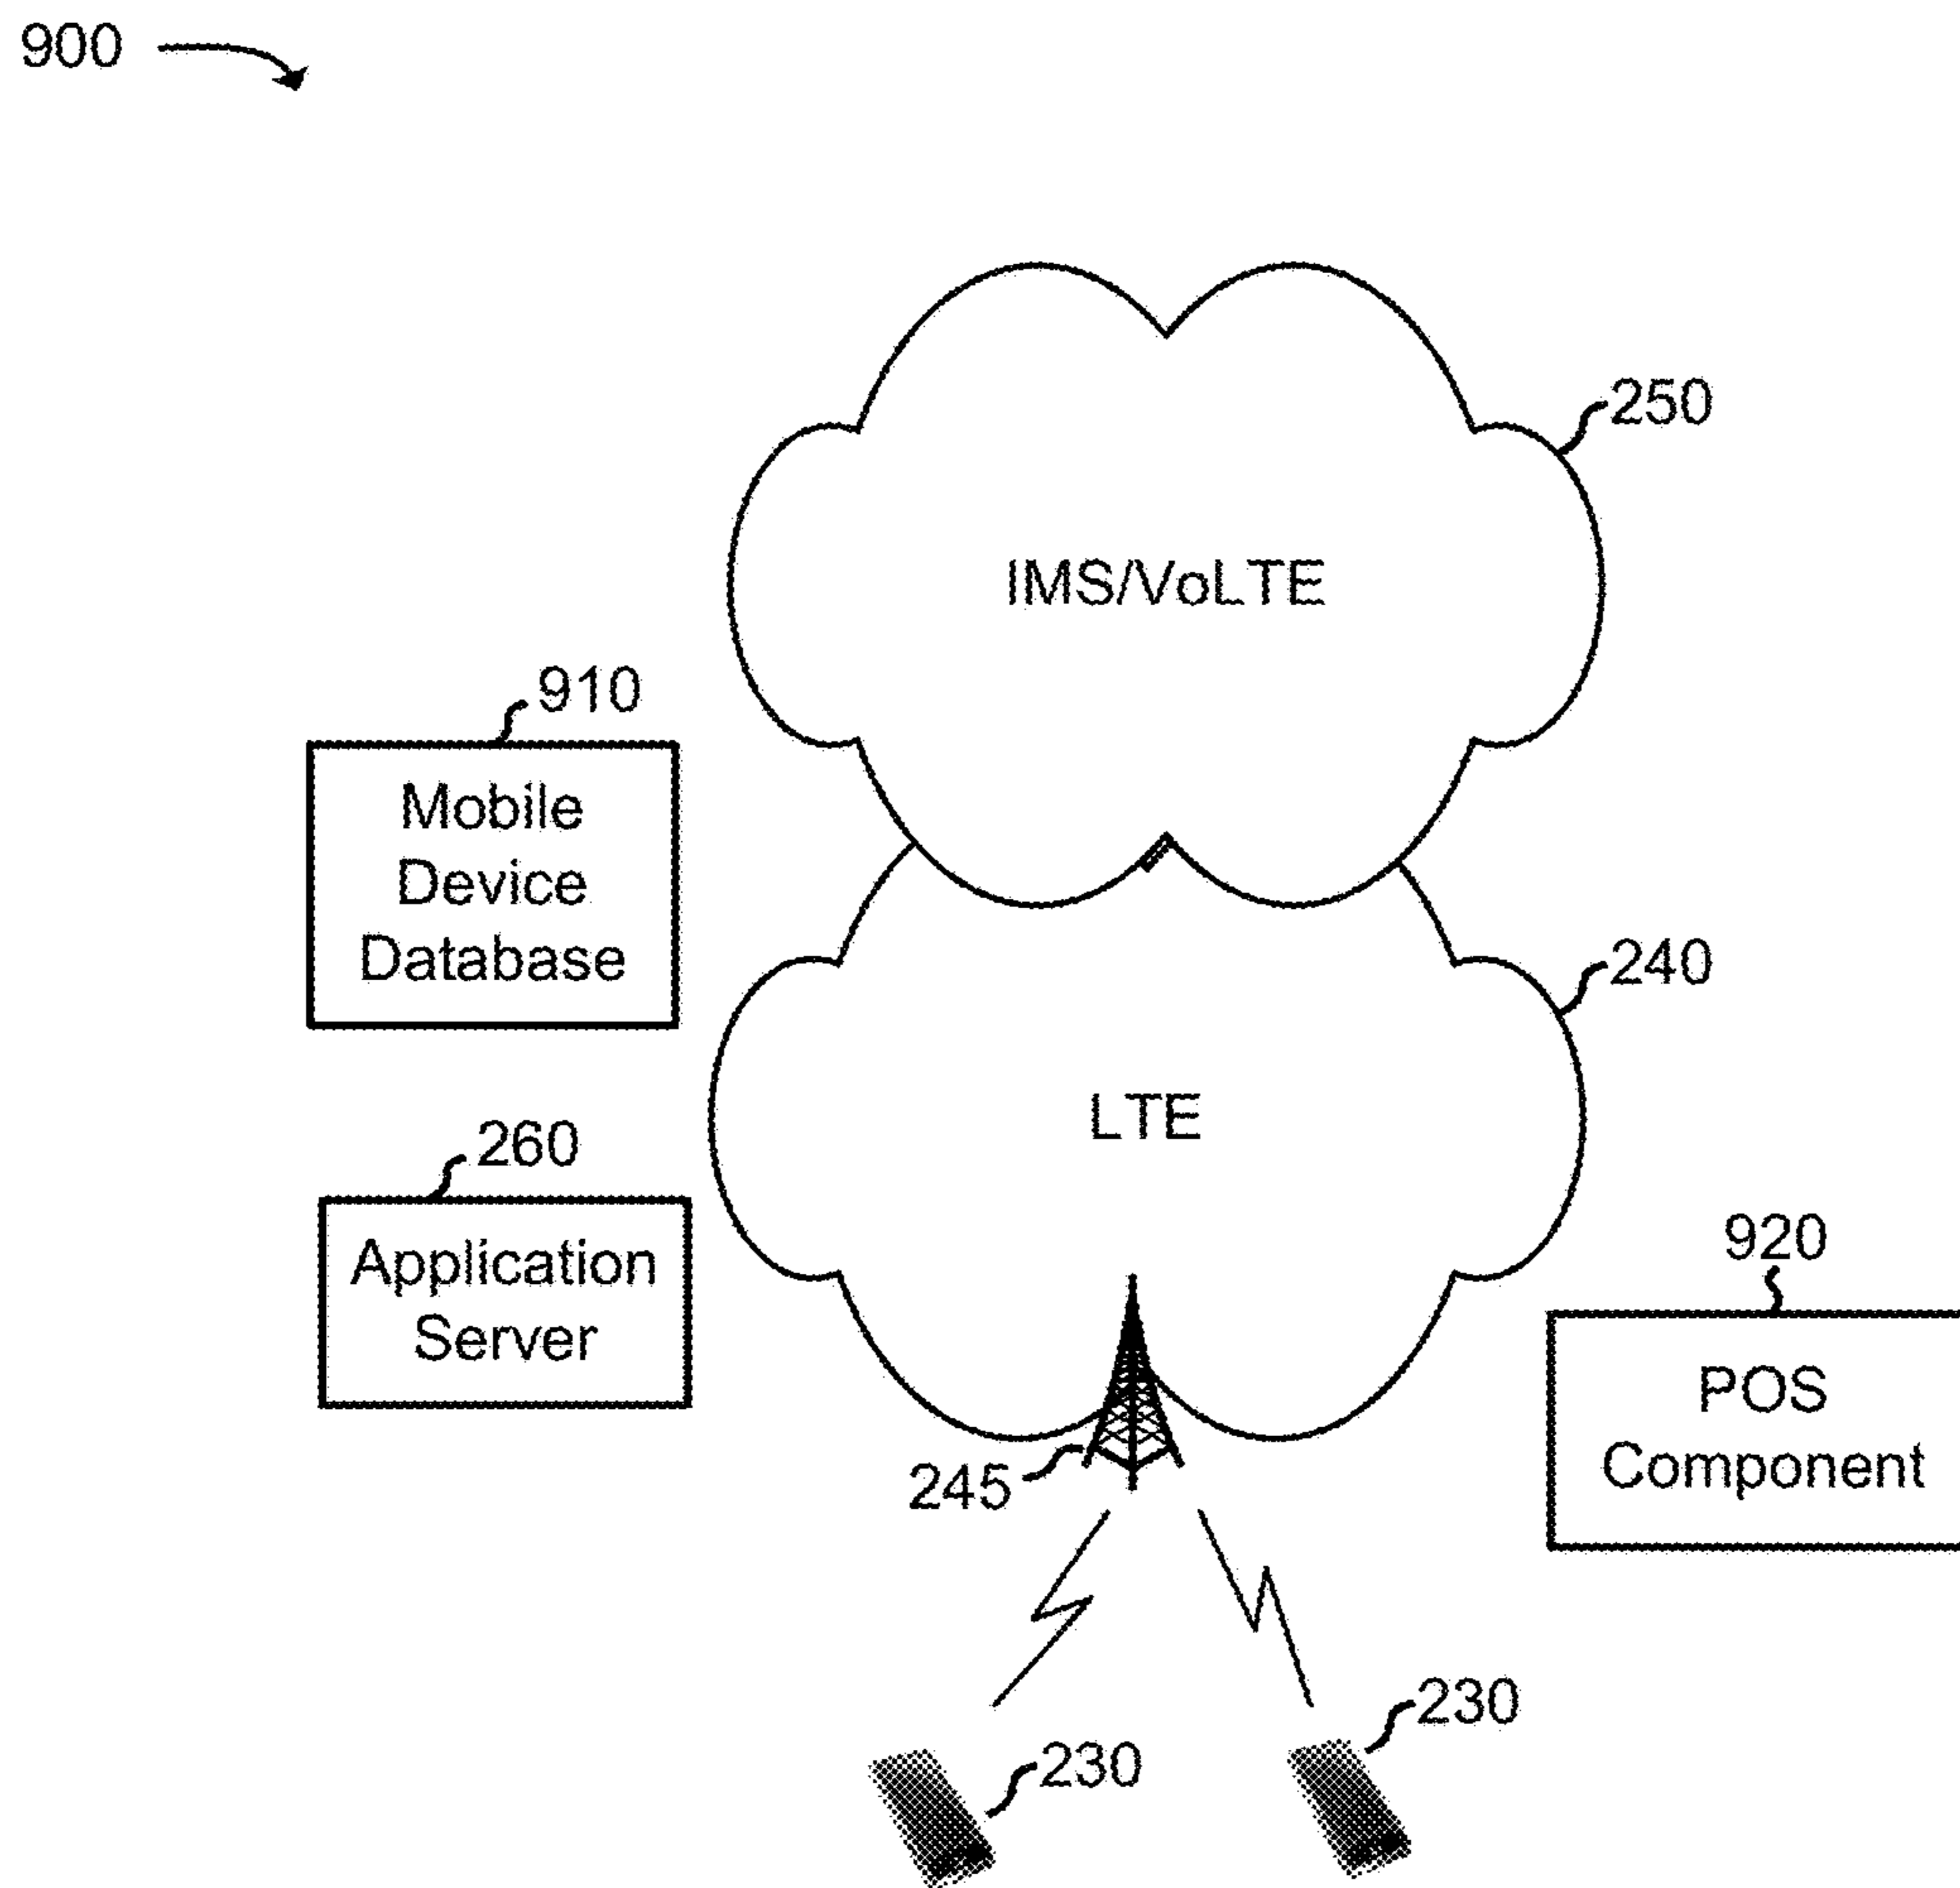 900
250
IMS/VoLTE
910
Mobile
Device
Database
240
LTE
260
Application
Server
920
POS
Component
245
230
230